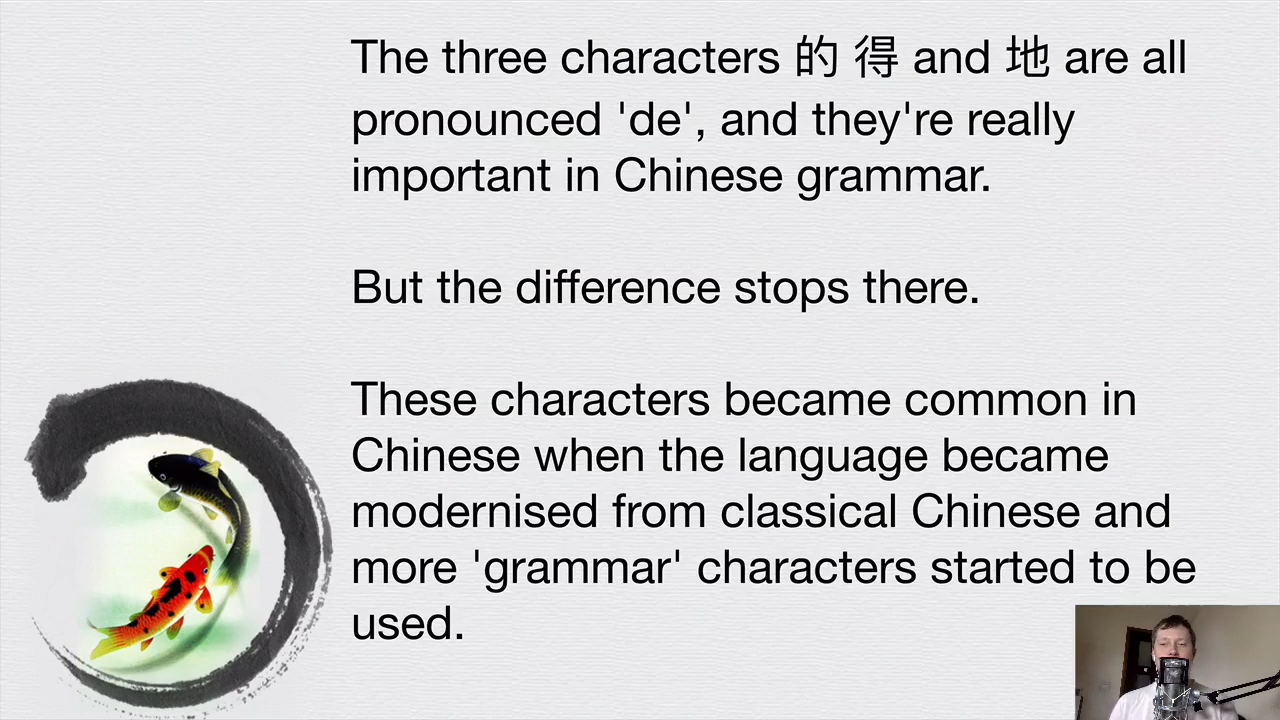 The three characters 的 得 and 地 are all
pronounced 'de', and they're really
important in Chinese grammar.
But the difference stops there.
These characters became common in
Chinese when the language became
modernised from classical Chinese and
more 'grammar' characters started to be
used.